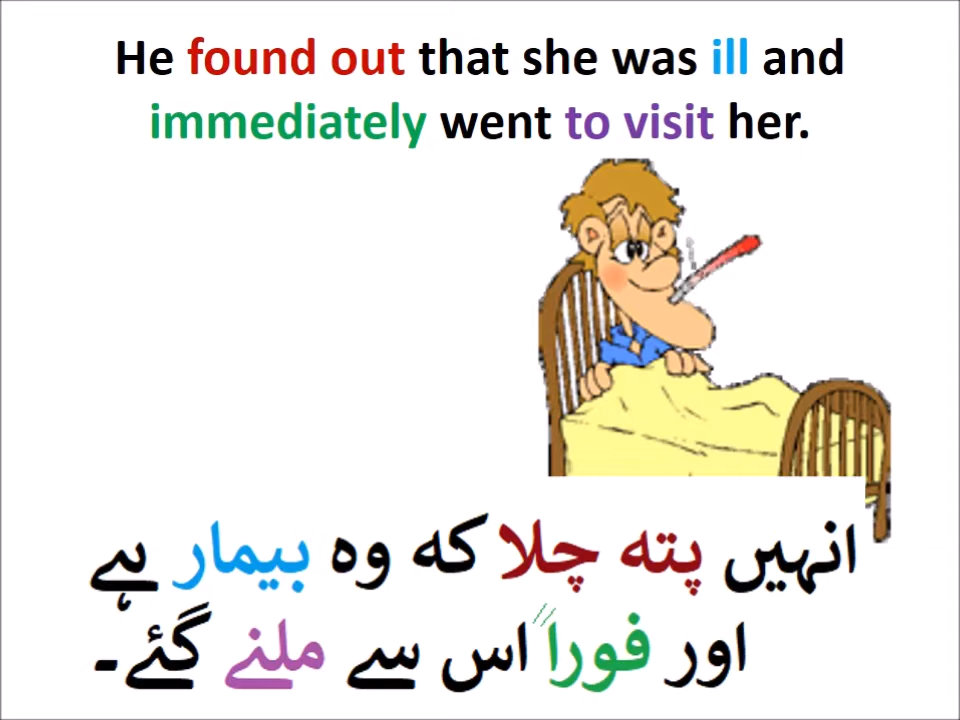 He found out that she was ill and
immediately went to visit her.
انہیں پتہ چلا کہ وہ بیمار ہے
اور فوراً اس سے ملنے گئے۔